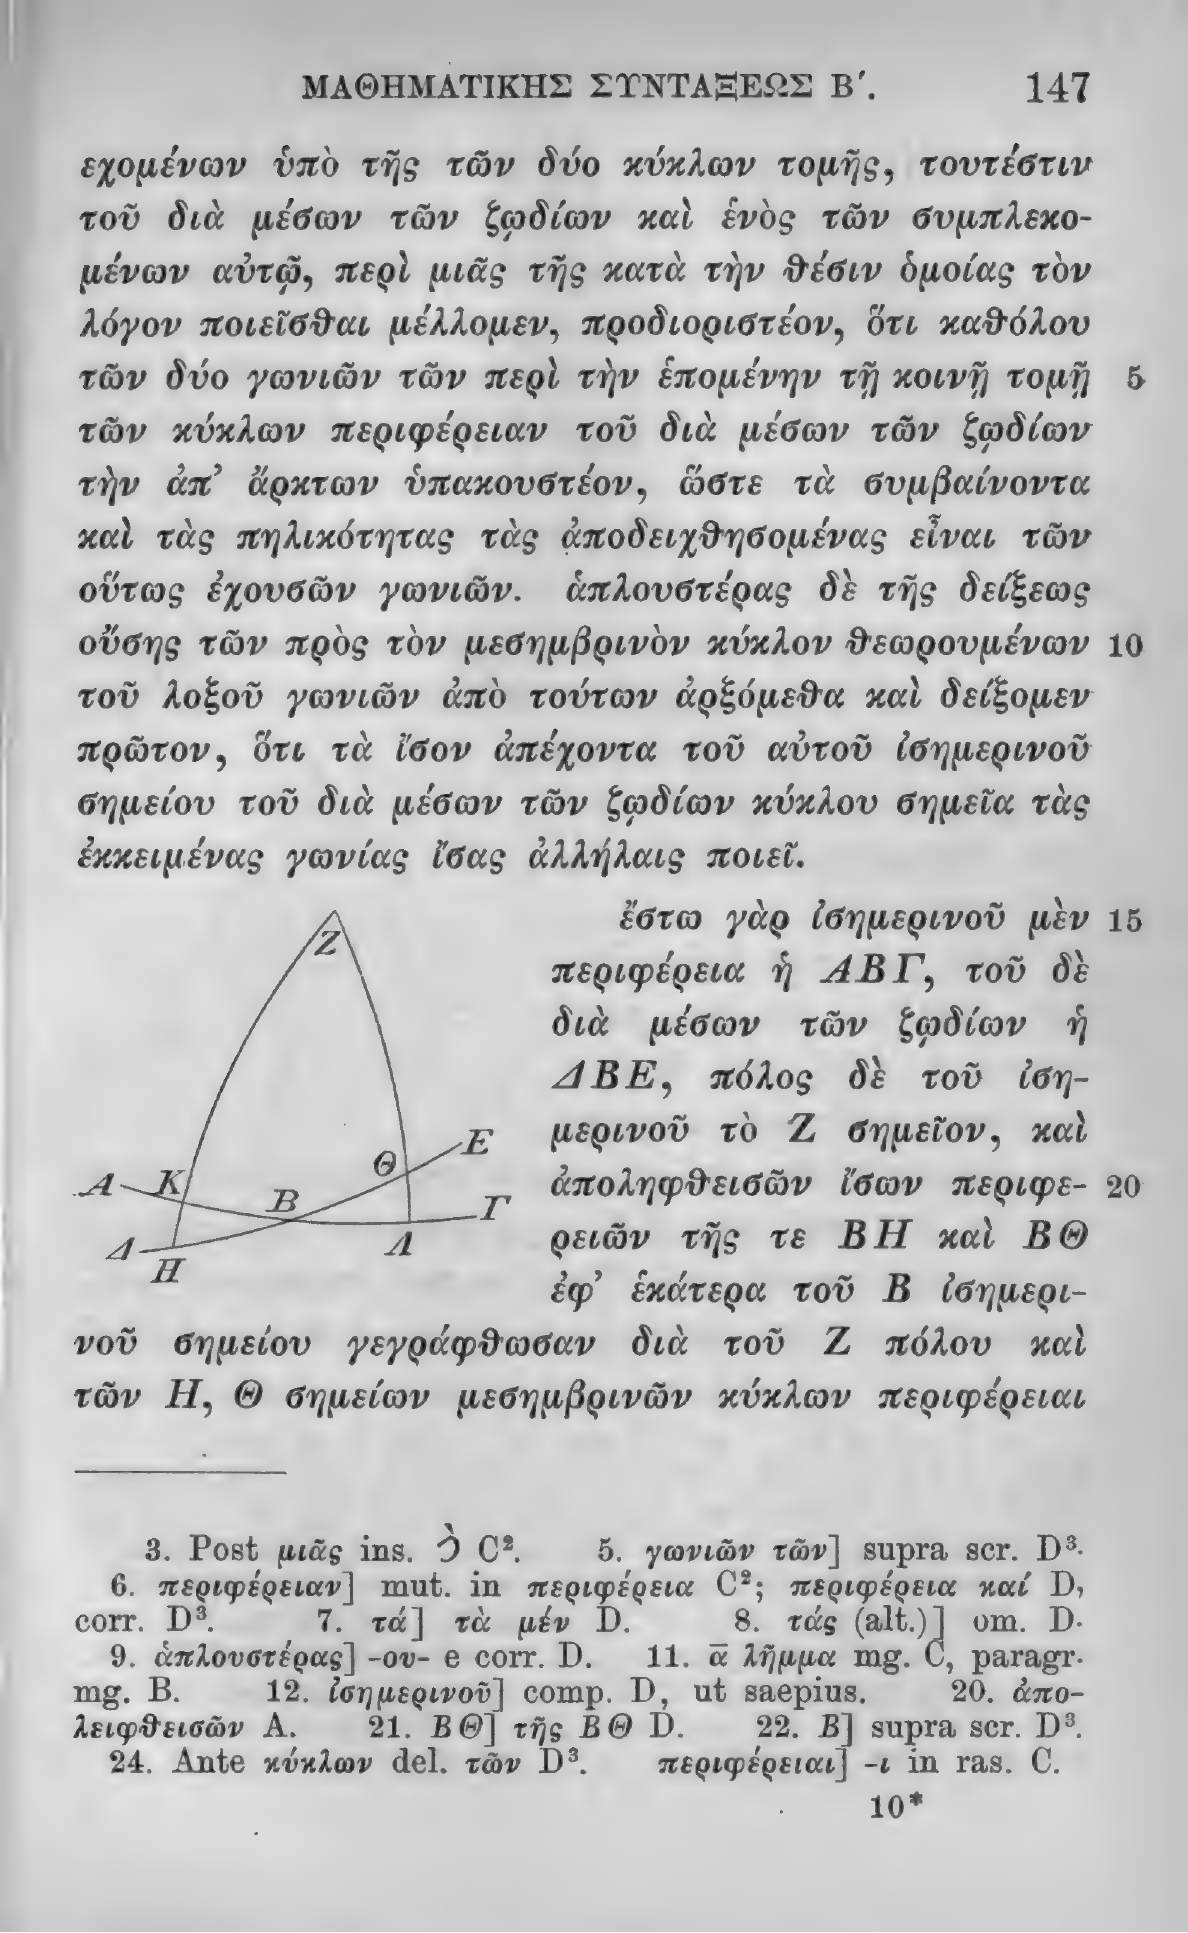 ΜΑΘΗΜΑΤΙΚΗΣ ΣΥΝΤΑΞΕΩΣ Β΄. 147
εχομένων ὑπὸ τῆς τῶν δύο κύκλων τομῆς, τουτέστιν
τοῦ διὰ μέσων τῶν ζῳδίων καὶ ἑνὸς τῶν συμπλεκο-
μένων αὐτῷ, περὶ μιᾶς τῆς κατὰ τὴν θέσιν ὁμοίας τὸν
λόγον ποιεῖσθαι μέλλομεν, προδιοριστέον, ὅτι καθόλου
τῶν δύο γωνιῶν τῶν περὶ τὴν ἑπομένην τῇ κοινῇ τομῇ 5
τῶν κύκλων περιφέρειαν τοῦ διὰ μέσων τῶν ζῳδίων
τὴν ἀπ’ ἄρκτων ὑπακουστέον, ὥστε τὰ συμβαίνοντα
καὶ τὰς πηλικότητας τὰς ἀποδειχθησομένας εἶναι τῶν
οὕτως ἐχουσῶν γωνιῶν. ἁπλουστέρας δὲ τῆς δείξεως
οὔσης τῶν πρὸς τὸν μεσημβρινὸν κύκλον θεωρουμένων 10
τοῦ λοξοῦ γωνιῶν ἀπὸ τούτων ἀρξόμεθα καὶ δείξομεν
πρῶτον, ὅτι τὰ ἴσον ἀπέχοντα τοῦ αὐτοῦ ἰσημερινοῦ
σημείου τοῦ διὰ μέσων τῶν ζῳδίων κύκλου σημεῖα τὰς
ἐκκειμένας γωνίας ἴσας ἀλλήλαις ποιεῖ.
ἔστω γὰρ ἰσημερινοῦ μὲν 15
περιφέρεια ἡ ΑΒΓ, τοῦ δὲ
διὰ μέσων τῶν ζῳδίων ἡ
ΔΒΕ, πόλος δὲ τοῦ ἰση-
μερινοῦ τὸ Ζ σημεῖον, καὶ
ἀποληφθεισῶν ἴσων περιφε- 20
ρειῶν τῆς τε ΒΗ καὶ ΒΘ
ἐφ’ ἑκάτερα τοῦ Β ἰσημερι-
Ζ
Ε
Θ
Α Κ
Β
Γ
Δ
Λ
Η
νοῦ σημείου γεγράφθωσαν διὰ τοῦ Ζ πόλου καὶ
τῶν Η, Θ σημείων μεσημβρινῶν κύκλων περιφέρειαι
3. Post μιᾶς ins. Ὸ C². 5. γωνιῶν τῶν] supra scr. D³.
6. περιφέρειαν] mut. in περιφέρεια C²; περιφέρεια καί D,
corr. D³. 7. τά] τὰ μέν D. 8. τάς (alt.)] om. D.
9. ἁπλουστέρας] -ου- e corr. D. 11. α̅ λῆμμα mg. C, paragr.
mg. B. 12. ἰσημερινοῦ] comp. D, ut saepius. 20. ἀπο-
λειφθεισῶν A. 21. ΒΘ] τῆς ΒΘ D. 22. Β] supra scr. D³.
24. Ante κύκλων del. τῶν D³. περιφέρειαι] -ι in ras. C.
10*